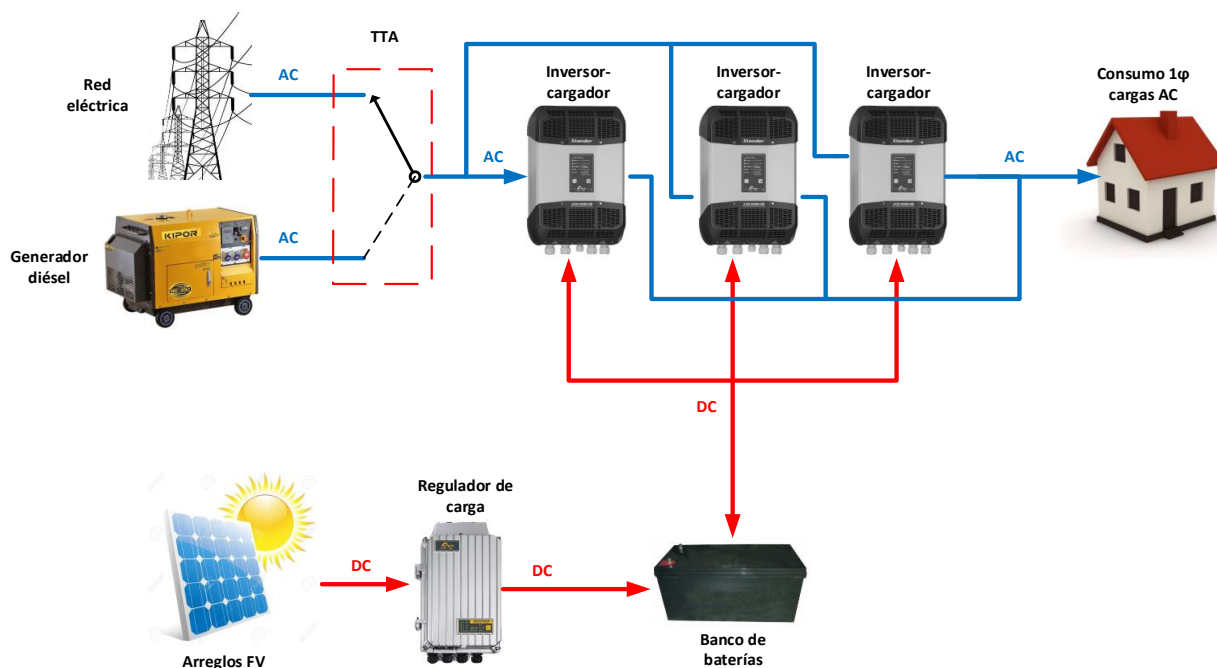 TTA
Red
eléctrica
AC
Inversor-
cargador
Inversor-
cargador
Inversor-
cargador
Consumo 1φ
cargas AC
Xtender
Xtender
Xtender
AC
AC
KIPOR
Generador
diésel
AC
DC
Regulador de
carga
DC
DC
Arreglos FV
Banco de
baterías